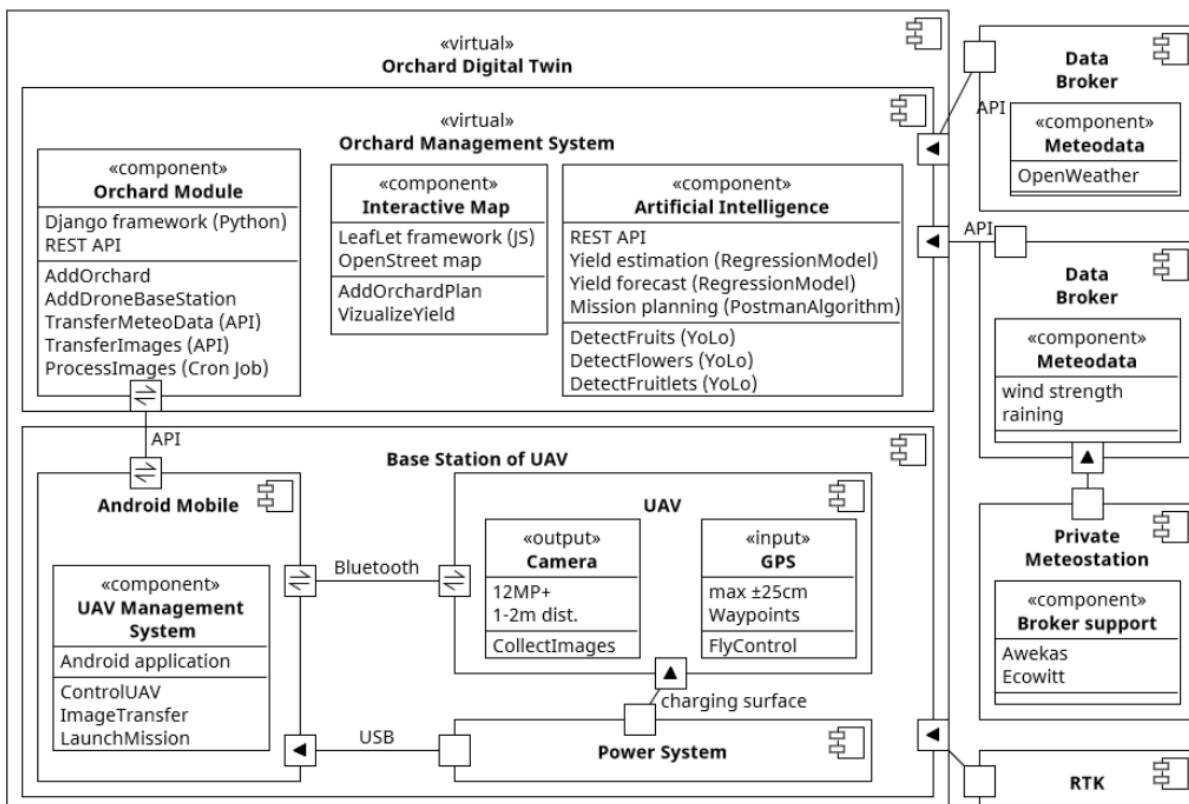 «virtual»
Orchard Digital Twin
«virtual»
Orchard Management System
«component»
Orchard Module
Django framework (Python)
REST API
AddOrchard
AddDroneBaseStation
TransferMeteoData (API)
TransferImages (API)
ProcessImages (Cron Job)
«component»
Interactive Map
LeafLet framework (JS)
OpenStreet map
AddOrchardPlan
VizualizeYield
«component»
Artificial Intelligence
REST API
Yield estimation (RegressionModel)
Yield forecast (RegressionModel)
Mission planning (PostmanAlgorithm)
DetectFruits (YoLo)
DetectFlowers (YoLo)
DetectFruitlets (YoLo)
API
Base Station of UAV
Android Mobile
«component»
UAV Management
System
Android application
ControlUAV
ImageTransfer
LaunchMission
Bluetooth
USB
UAV
«output»
Camera
12MP+
1-2m dist.
CollectImages
«input»
GPS
max ±25cm
Waypoints
FlyControl
charging surface
Power System
Data
Broker
API
«component»
Meteodata
OpenWeather
API
Data
Broker
«component»
Meteodata
wind strength
raining
Private
Meteostation
«component»
Broker support
Awekas
Ecowitt
RTK